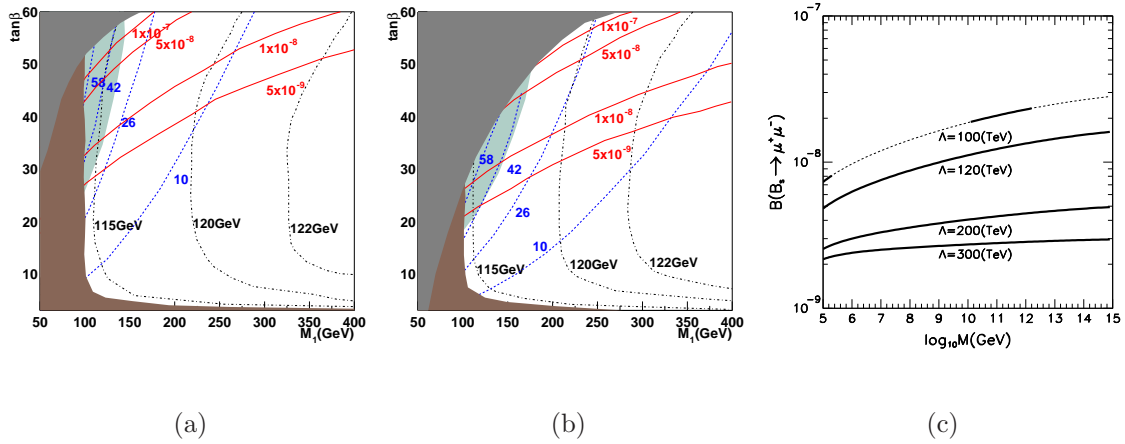 tanβ
60
50
40
30
20
10
50
100
150
200
250
300
350
400
M₁(GeV)
1x10⁻⁷
5x10⁻⁸
1x10⁻⁸
5x10⁻⁹
58
42
26
10
115GeV
120GeV
122GeV
(a)
tanβ
60
50
40
30
20
10
50
100
150
200
250
300
350
400
M₁(GeV)
1x10⁻⁷
5x10⁻⁸
1x10⁻⁸
5x10⁻⁹
58
42
26
10
115GeV
120GeV
122GeV
(b)
B(Bₛ → μ⁺μ⁻)
10⁻⁷
10⁻⁸
10⁻⁹
Λ=100(TeV)
Λ=120(TeV)
Λ=200(TeV)
Λ=300(TeV)
5
6
7
8
9
10
11
12
13
14
15
log₁₀M(GeV)
(c)